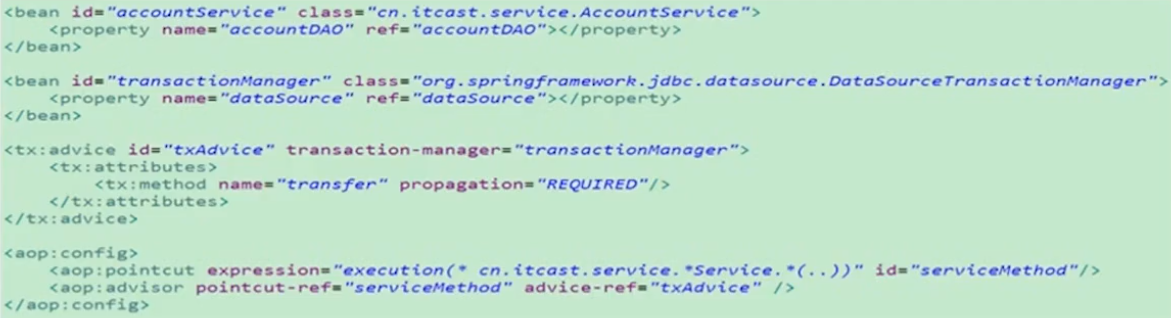 <bean id="accountService" class="cn.itcast.service.AccountService">
    <property name="accountDAO" ref="accountDAO"></property>
</bean>
<bean id="transactionManager" class="org.springframework.jdbc.datasource.DataSourceTransactionManager">
    <property name="dataSource" ref="dataSource"></property>
</bean>
<tx:advice id="txAdvice" transaction-manager="transactionManager">
    <tx:attributes>
        <tx:method name="transfer" propagation="REQUIRED"/>
    </tx:attributes>
</tx:advice>
<aop:config>
    <aop:pointcut expression="execution(* cn.itcast.service.*Service.*(..))" id="serviceMethod"/>
    <aop:advisor pointcut-ref="serviceMethod" advice-ref="txAdvice" />
</aop:config>